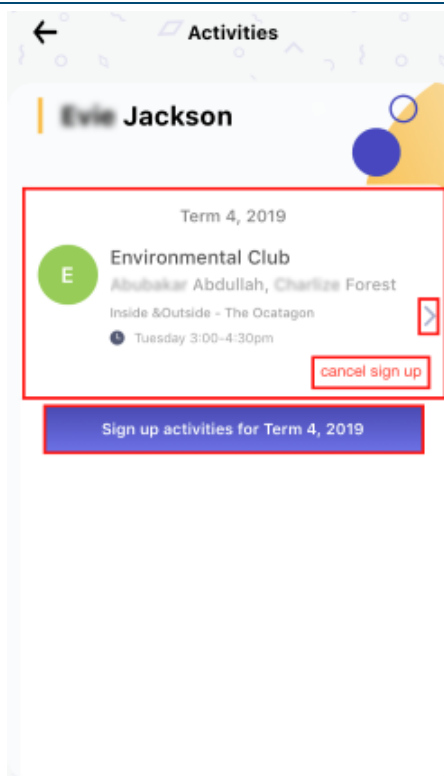 Activities
Jackson
Term 4, 2019
Environmental Club
E
Abdullah, Forest
Inside &Outside - The Ocatagon
Tuesday 3:00-4:30pm
cancel sign up
Sign up activities for Term 4, 2019